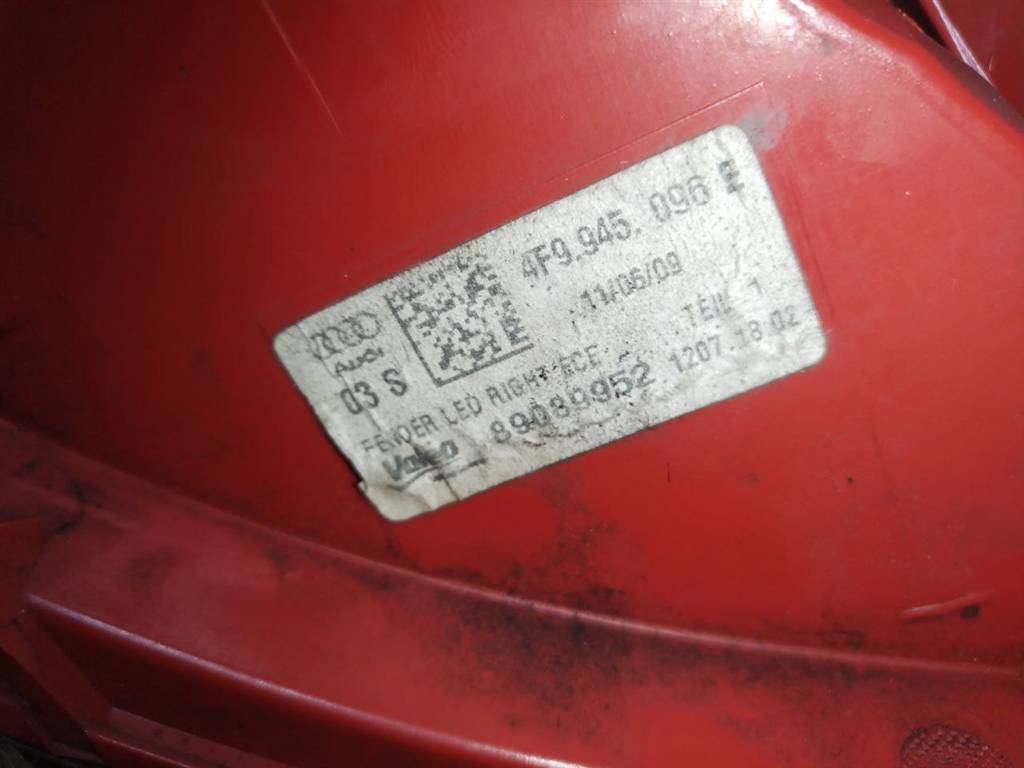 4F9.945.096 E
AUDI
11/06/09
03 S
TEIL 1
FENDER LED RIGHT ECE
1207.18 02
Valeo 89089952